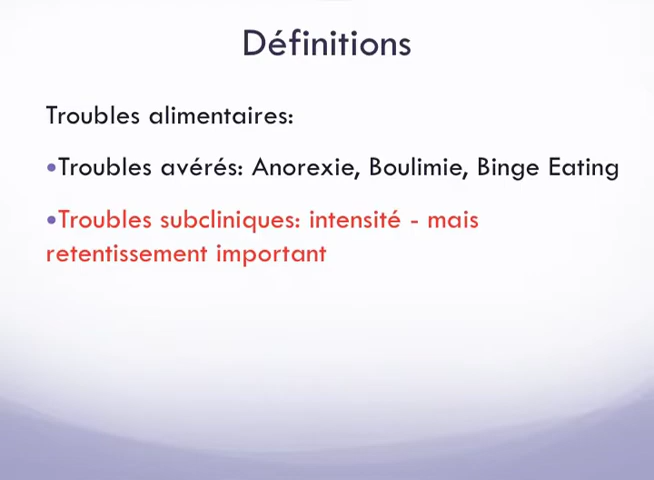 Définitions
Troubles alimentaires:
•Troubles avérés: Anorexie, Boulimie, Binge Eating
•Troubles subcliniques: intensité - mais
retentissement important